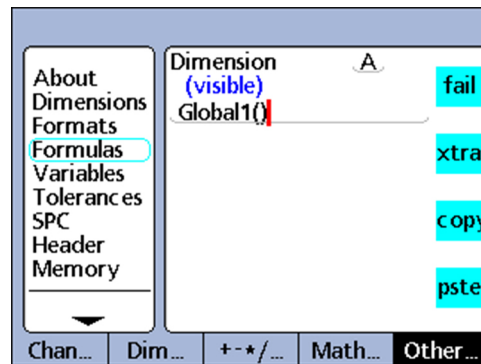 About
Dimensions
Formats
Formulas
Variables
Tolerances
SPC
Header
Memory
Dimension A
(visible)
Global1()
fail
xtra
copy
pste
Chan... Dim... +-*/... Math... Other...